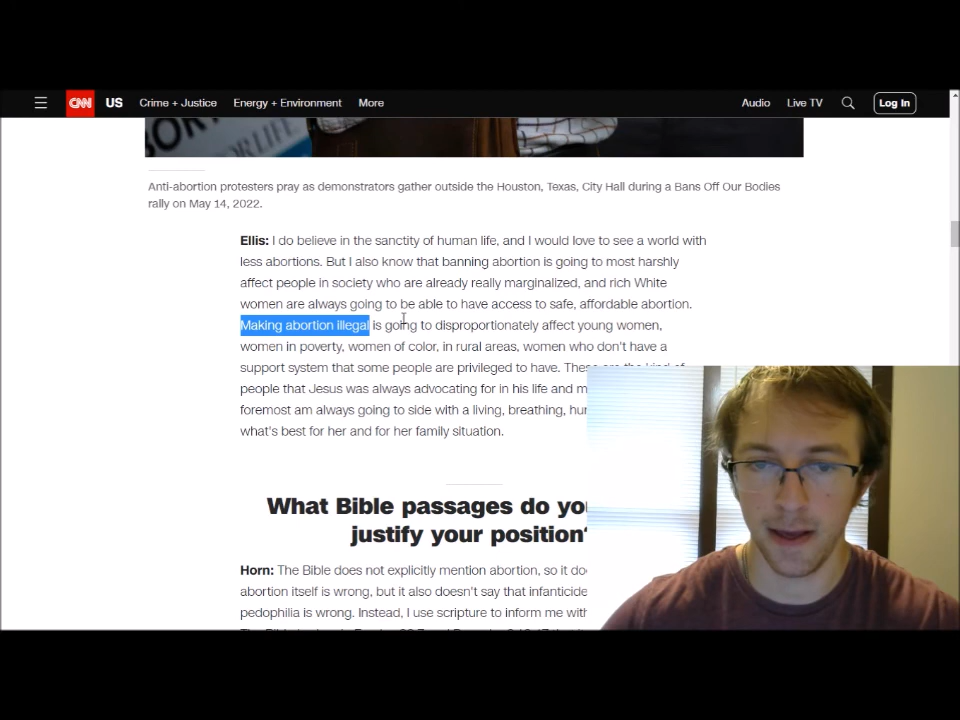 CNN US Crime + Justice Energy + Environment More Audio Live TV Log In
FOR LIFE
Anti-abortion protesters pray as demonstrators gather outside the Houston, Texas, City Hall during a Bans Off Our Bodies
rally on May 14, 2022.
Ellis: I do believe in the sanctity of human life, and I would love to see a world with
less abortions. But I also know that banning abortion is going to most harshly
affect people in society who are already really marginalized, and rich White
women are always going to be able to have access to safe, affordable abortion.
Making abortion illegal is going to disproportionately affect young women,
women in poverty, women of color, in rural areas, women who don't have a
support system that some people are privileged to have. These are the kind of
people that Jesus was always advocating for in his life and
foremost am always going to side with a living, breathing,
what's best for her and for her family situation.
What Bible passages do
justify your position?
Horn: The Bible does not explicitly mention abortion, so it
abortion itself is wrong, but it also doesn't say that infanticide
pedophilia is wrong. Instead, I use scripture to inform me with